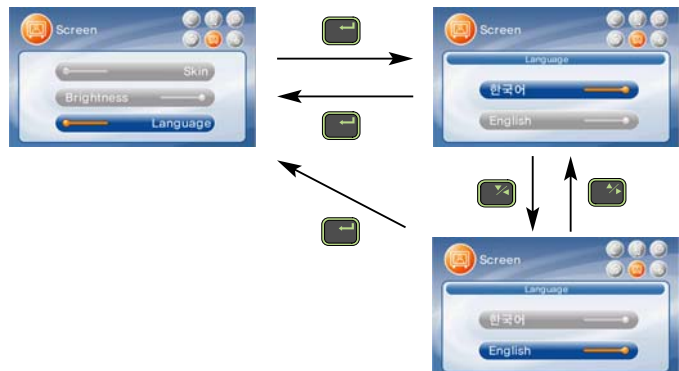 Screen
Skin
Brightness
Language
Screen
Language
한국어
English
Screen
Language
한국어
English